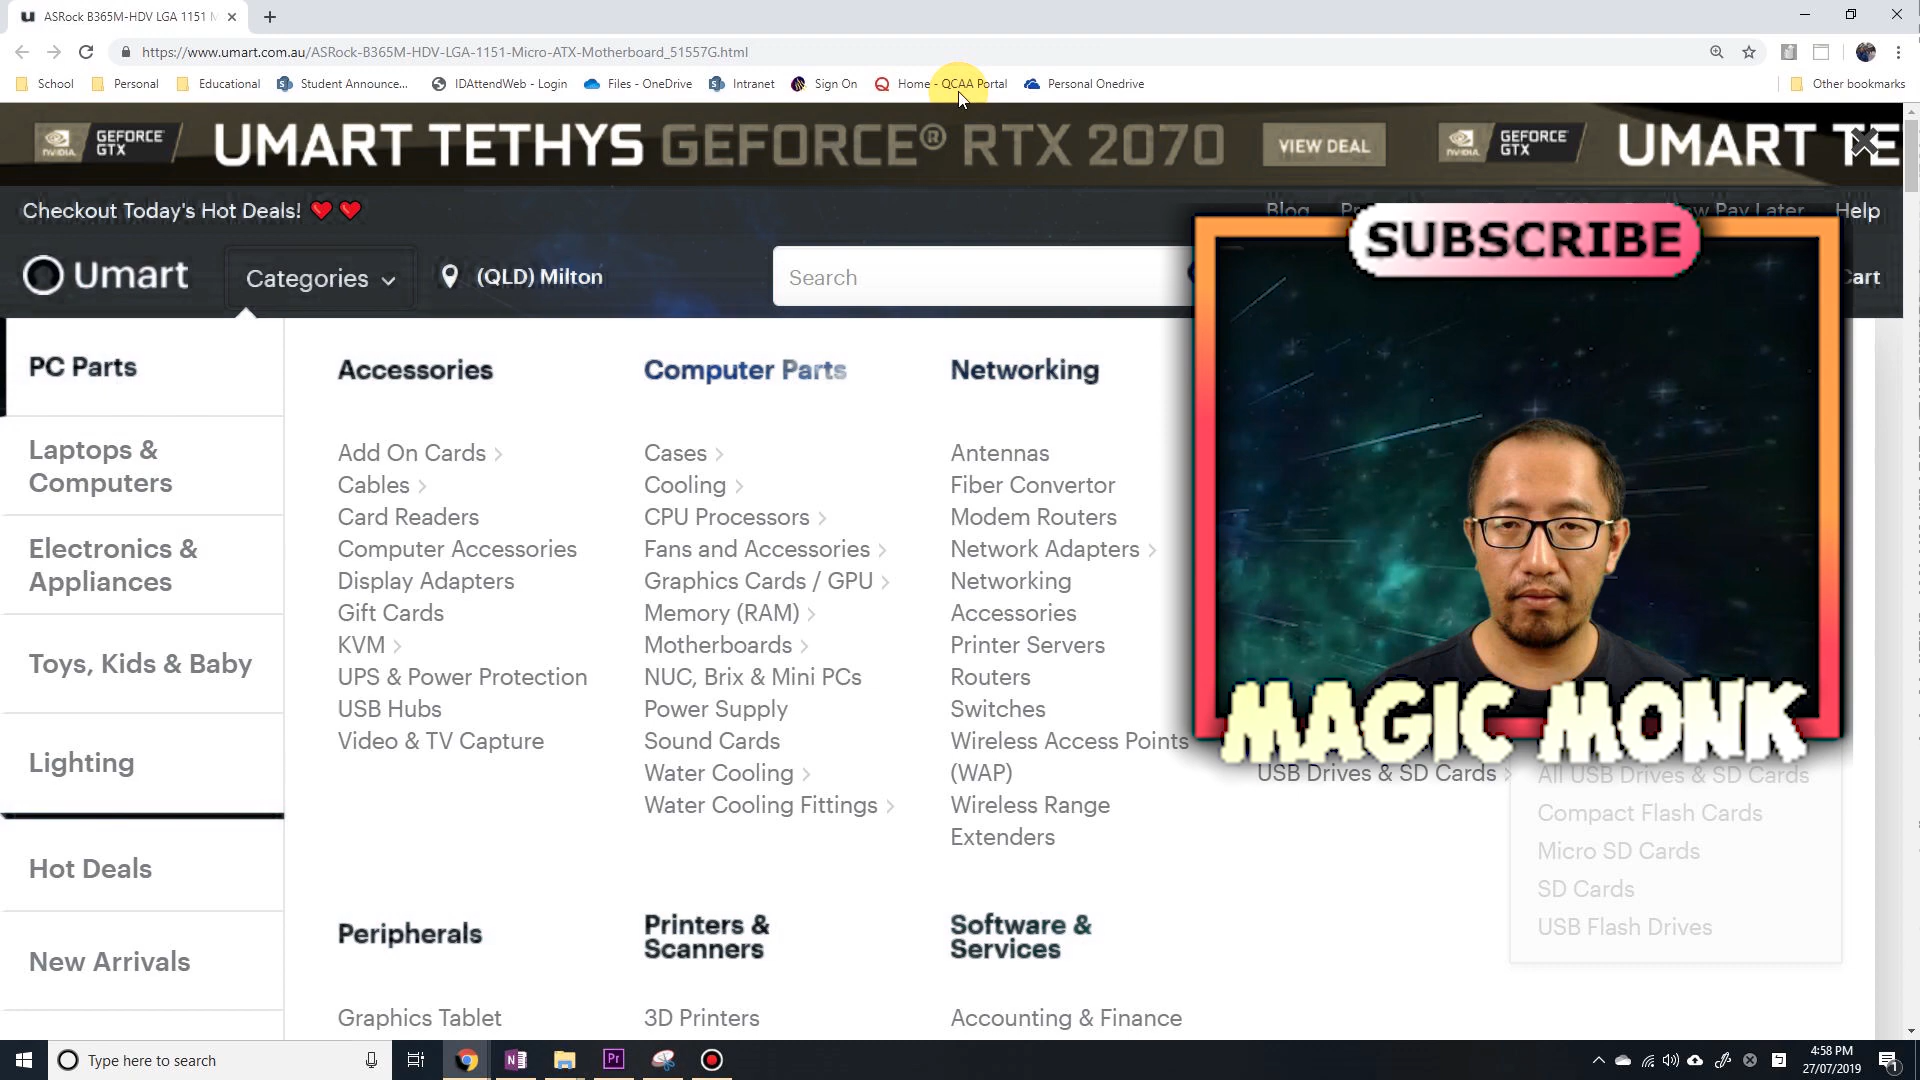 ASRock B365M-HDV LGA 1151 M
https://www.umart.com.au/ASRock-B365M-HDV-LGA-1151-Micro-ATX-Motherboard_51557G.html
School Personal Educational Student Announce... IDAttendWeb - Login Files - OneDrive Intranet Sign On Home - QCAA Portal Personal Onedrive Other bookmarks
NVIDIA GEFORCE GTX UMART TETHYS GEFORCE® RTX 2070 VIEW DEAL NVIDIA GEFORCE GTX UMART TE
Checkout Today's Hot Deals! Blog Pay Later Help
SUBSCRIBE
Umart Categories (QLD) Milton Search Cart
PC Parts
Laptops &
Computers
Electronics &
Appliances
Toys, Kids & Baby
Lighting
Hot Deals
New Arrivals
Accessories
Add On Cards
Cables
Card Readers
Computer Accessories
Display Adapters
Gift Cards
KVM
UPS & Power Protection
USB Hubs
Video & TV Capture
Computer Parts
Cases
Cooling
CPU Processors
Fans and Accessories
Graphics Cards / GPU
Memory (RAM)
Motherboards
NUC, Brix & Mini PCs
Power Supply
Sound Cards
Water Cooling
Water Cooling Fittings
Networking
Antennas
Fiber Convertor
Modem Routers
Network Adapters
Networking
Accessories
Printer Servers
Routers
Switches
Wireless Access Points
(WAP)
Wireless Range
Extenders
MAGIC MONK
USB Drives & SD Cards
All USB Drives & SD Cards
Compact Flash Cards
Micro SD Cards
SD Cards
USB Flash Drives
Peripherals
Graphics Tablet
Printers &
Scanners
3D Printers
Software &
Services
Accounting & Finance
Type here to search
Pr
4:58 PM
27/07/2019
1